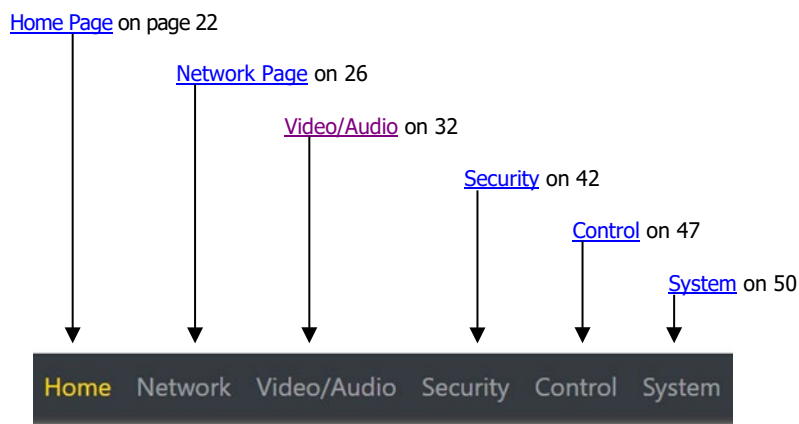 Home Page on page 22
Network Page on 26
Video/Audio on 32
Security on 42
Control on 47
System on 50
Home Network Video/Audio Security Control System